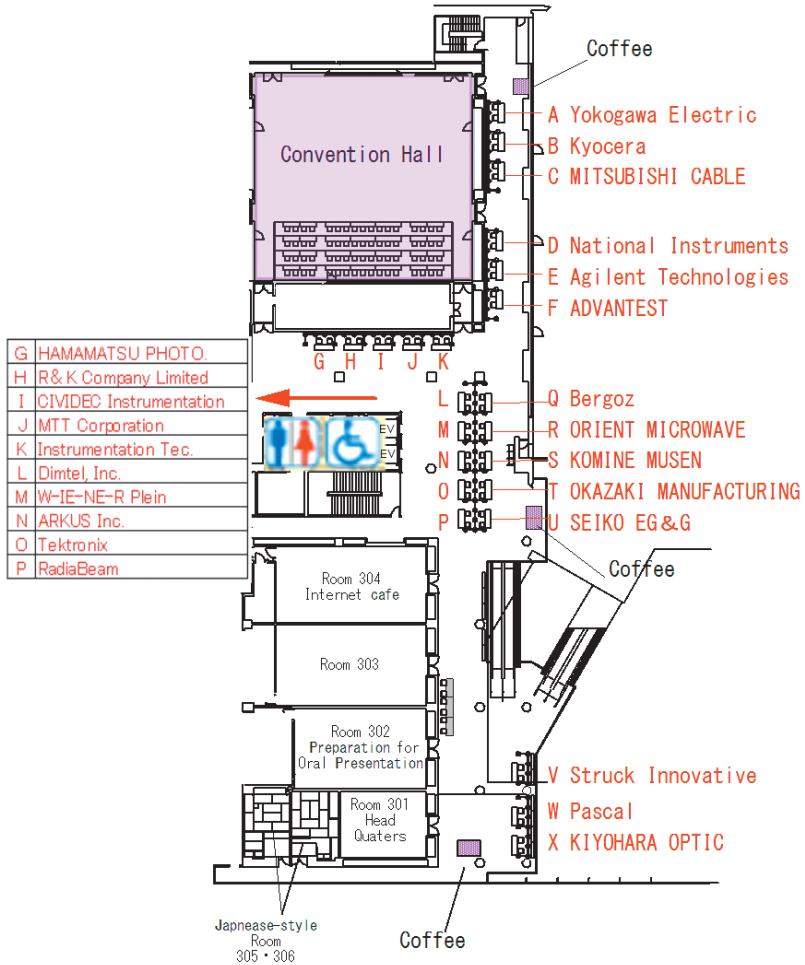 Coffee
A Yokogawa Electric
B Kyocera
C MITSUBISHI CABLE
Convention Hall
D National Instruments
E Agilent Technologies
F ADVANTEST
G H I J K
G HAMAMATSU PHOTO.
H R&K Company Limited
I CIVIDEC Instrumentation
J MTT Corporation
K Instrumentation Tec.
L Dimtel, Inc.
M W-IE-NE-R Plein
N ARKUS Inc.
O Tektronix
P RadiaBeam
EV
EV
L Q Bergoz
M R ORIENT MICROWAVE
N S KOMINE MUSEN
O T OKAZAKI MANUFACTURING
P U SEIKO EG&G
Coffee
Room 304
Internet cafe
Room 303
Room 302
Preparation for
Oral Presentation
V Struck Innovative
W Pascal
X KIYOHARA OPTIC
Room 301
Head
Quaters
Japnease-style
Room
305・306
Coffee